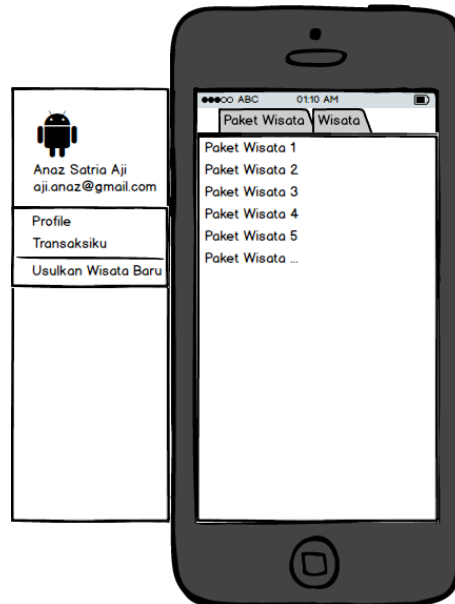 Anaz Satria Aji
aji.anaz@gmail.com
Profile
Transaksiku
Usulkan Wisata Baru
ABC 01:10 AM
Paket Wisata Wisata
Paket Wisata 1
Paket Wisata 2
Paket Wisata 3
Paket Wisata 4
Paket Wisata 5
Paket Wisata ...